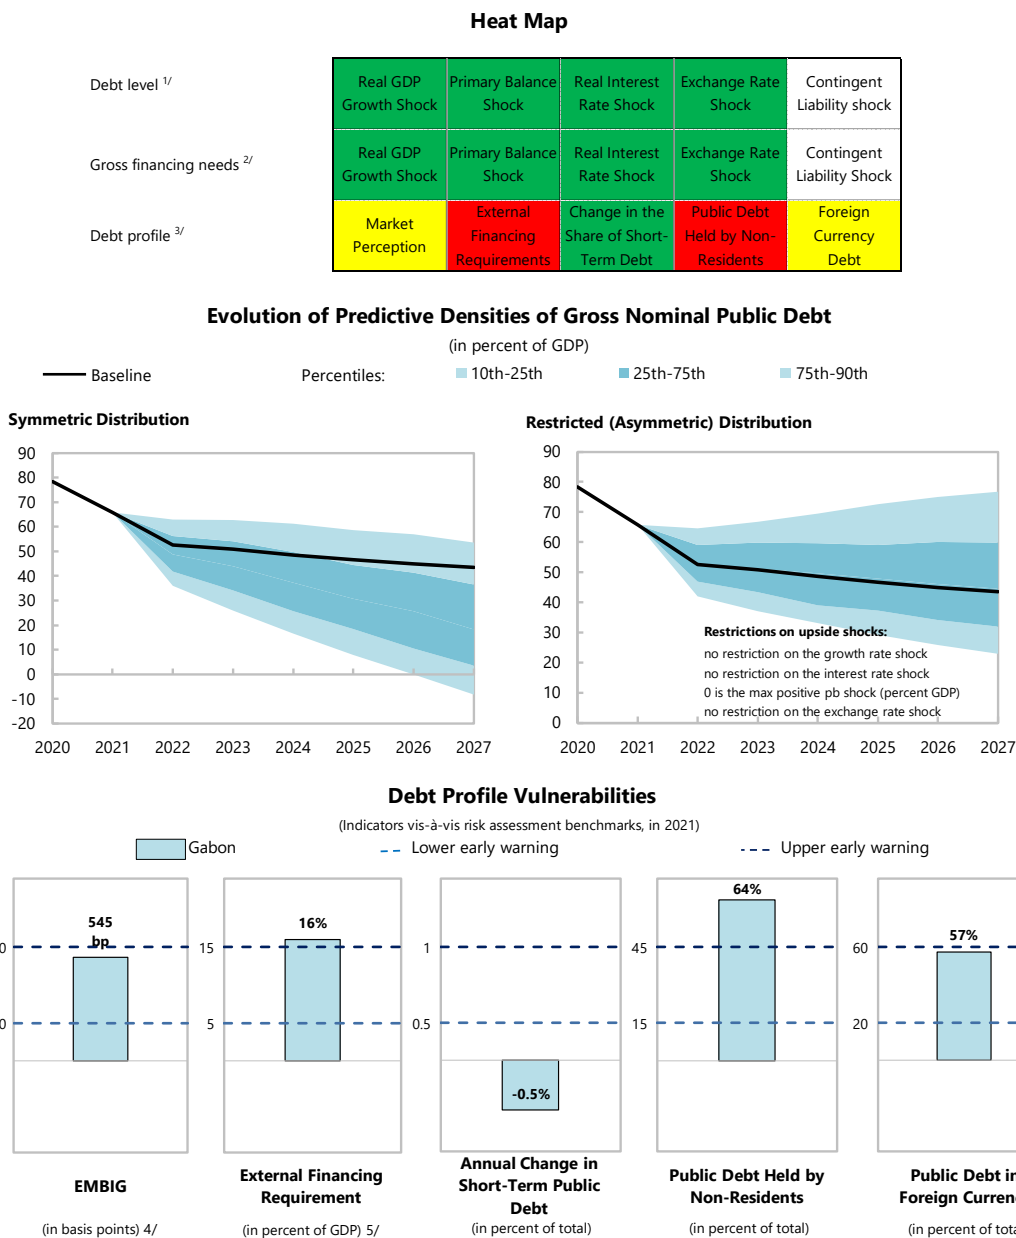 Heat Map
Debt level 1/
Real GDP Growth Shock
Primary Balance Shock
Real Interest Rate Shock
Exchange Rate Shock
Contingent Liability shock
Gross financing needs 2/
Real GDP Growth Shock
Primary Balance Shock
Real Interest Rate Shock
Exchange Rate Shock
Contingent Liability Shock
Debt profile 3/
Market Perception
External Financing Requirements
Change in the Share of Short-Term Debt
Public Debt Held by Non-Residents
Foreign Currency Debt
Evolution of Predictive Densities of Gross Nominal Public Debt
(in percent of GDP)
Baseline
Percentiles:
10th-25th
25th-75th
75th-90th
Symmetric Distribution
90
80
70
60
50
40
30
20
10
0
-10
-20
2020 2021 2022 2023 2024 2025 2026 2027
Restricted (Asymmetric) Distribution
90
80
70
60
50
40
30
20
10
0
Restrictions on upside shocks:
no restriction on the growth rate shock
no restriction on the interest rate shock
0 is the max positive pb shock (percent GDP)
no restriction on the exchange rate shock
2020 2021 2022 2023 2024 2025 2026 2027
Debt Profile Vulnerabilities
(Indicators vis-à-vis risk assessment benchmarks, in 2021)
Gabon
Lower early warning
Upper early warning
545
bp
0
0
EMBIG
(in basis points) 4/
16%
15
5
External Financing
Requirement
(in percent of GDP) 5/
1
0.5
-0.5%
Annual Change in
Short-Term Public
Debt
(in percent of total)
64%
45
15
Public Debt Held by
Non-Residents
(in percent of total)
57%
60
20
Public Debt in
Foreign Curren
(in percent of tota